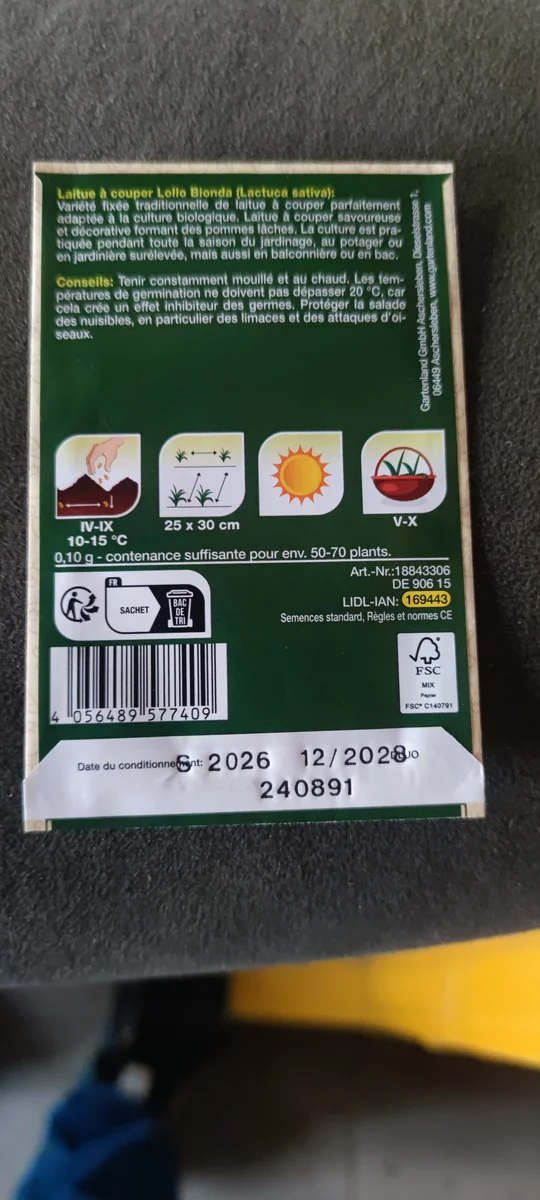 Laitue à couper Lollo Bionda (Lactuca sativa):
Variété fixée traditionnelle de laitue à couper parfaitement
adaptée à la culture biologique. Laitue à couper savoureuse
et décorative formant des pommes lâches. La culture est pra-
tiquée pendant toute la saison du jardinage, au potager ou
en jardinière surélevée, mais aussi en balconnière ou en bac.
Conseils: Tenir constamment mouillé et au chaud. Les tem-
pératures de germination ne doivent pas dépasser 20 °C, car
cela crée un effet inhibiteur des germes. Protéger la salade
des nuisibles, en particulier des limaces et des attaques d'oi-
seaux.
Gartenland GmbH Aschersleben, Dieselstrasse 1,
06449 Aschersleben, www.gartenland.com
IV-IX
10-15 °C
25 x 30 cm
V-X
0,10 g - contenance suffisante pour env. 50-70 plants.
FR
SACHET
BAC
DE
TRI
Art.-Nr.:18843306
DE 906 15
LIDL-IAN: 169443
Semences standard, Règles et normes CE
FSC
MIX
Papier
FSC® C140791
4 056489 577409
Date du conditionnement: S 2026 12/2028
240891